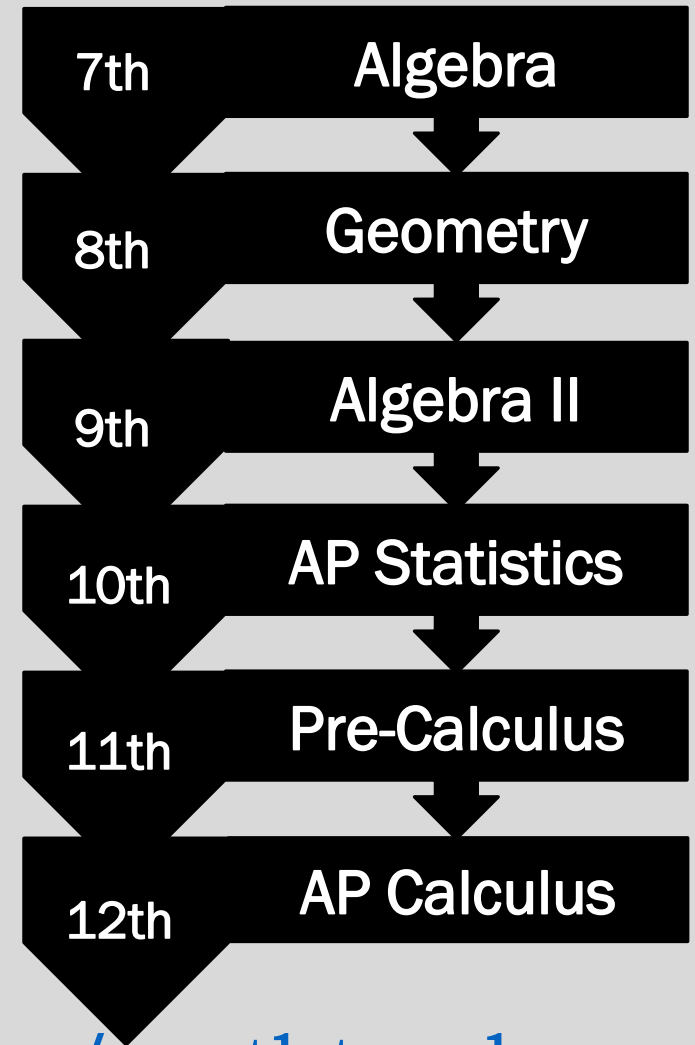 7th Algebra
8th Geometry
9th Algebra II
10th AP Statistics
11th Pre-Calculus
12th AP Calculus